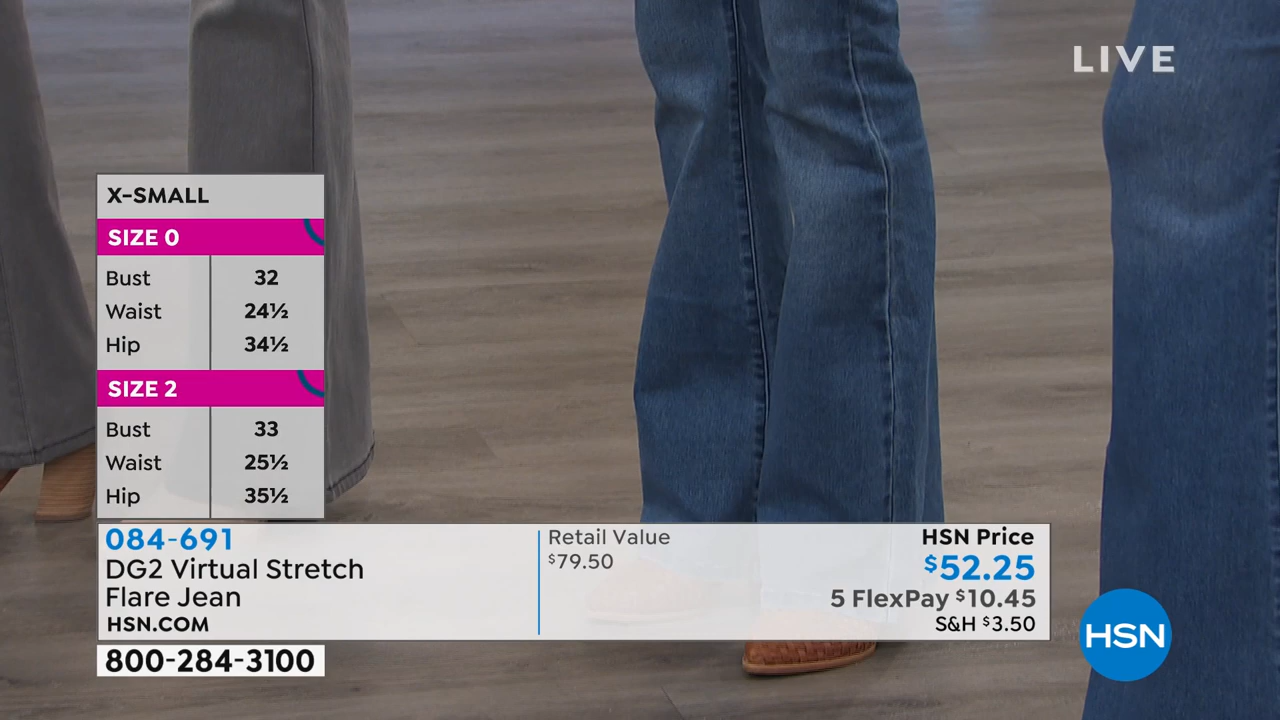 LIVE
X-SMALL
SIZE 0
Bust 32
Waist 24½
Hip 34½
SIZE 2
Bust 33
Waist 25½
Hip 35½
084-691
DG2 Virtual Stretch
Flare Jean
HSN.COM
Retail Value
$79.50
HSN Price
$52.25
5 FlexPay $10.45
S&H $3.50
800-284-3100
HSN